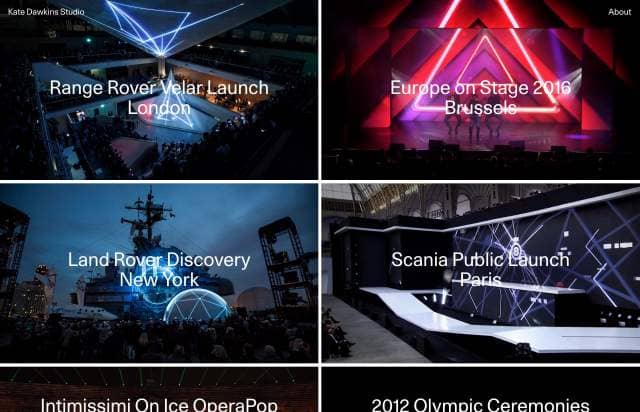 Kate Dawkins Studio
About
Range Rover Velar Launch
London
Europe on Stage 2016
Brussels
Land Rover Discovery
New York
Scania Public Launch
Paris
Intimissimi On Ice OperaPop
2012 Olympic Ceremonies